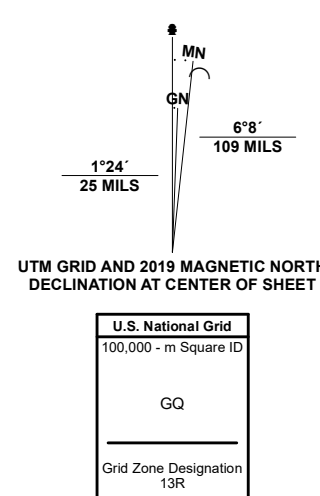 MN
GN
6°8´
109 MILS
1°24´
25 MILS
UTM GRID AND 2019 MAGNETIC NORTH
DECLINATION AT CENTER OF SHEET
U.S. National Grid
100,000 - m Square ID
GQ
Grid Zone Designation
13R